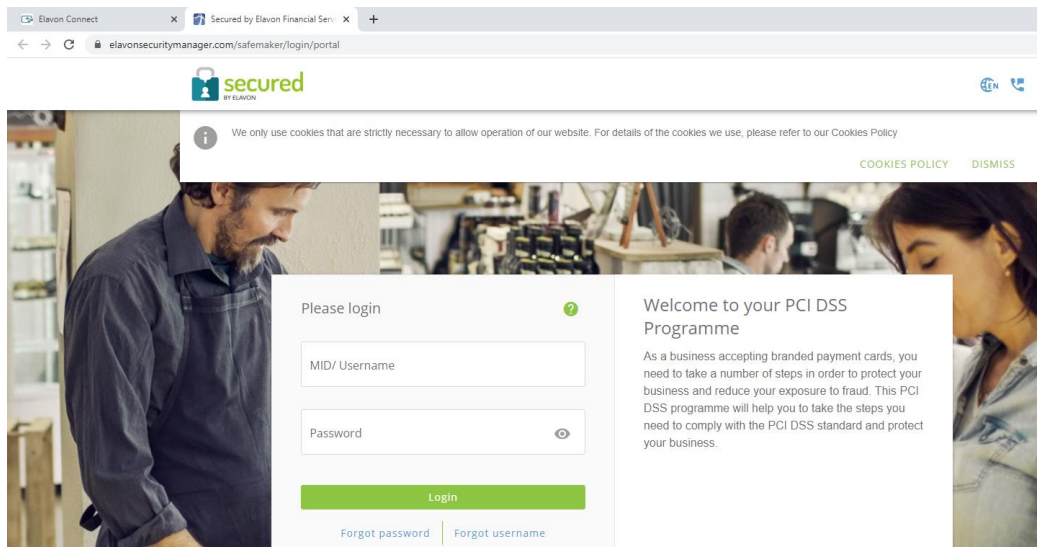 Elavon Connect
Secured by Elavon Financial Serv
elavonsecuritymanager.com/safemaker/login/portal
secured
BY ELAVON
EN
We only use cookies that are strictly necessary to allow operation of our website. For details of the cookies we use, please refer to our Cookies Policy
COOKIES POLICY DISMISS
Please login
MID/ Username
Password
Login
Forgot password Forgot username
Welcome to your PCI DSS
Programme
As a business accepting branded payment cards, you
need to take a number of steps in order to protect your
business and reduce your exposure to fraud. This PCI
DSS programme will help you to take the steps you
need to comply with the PCI DSS standard and protect
your business.